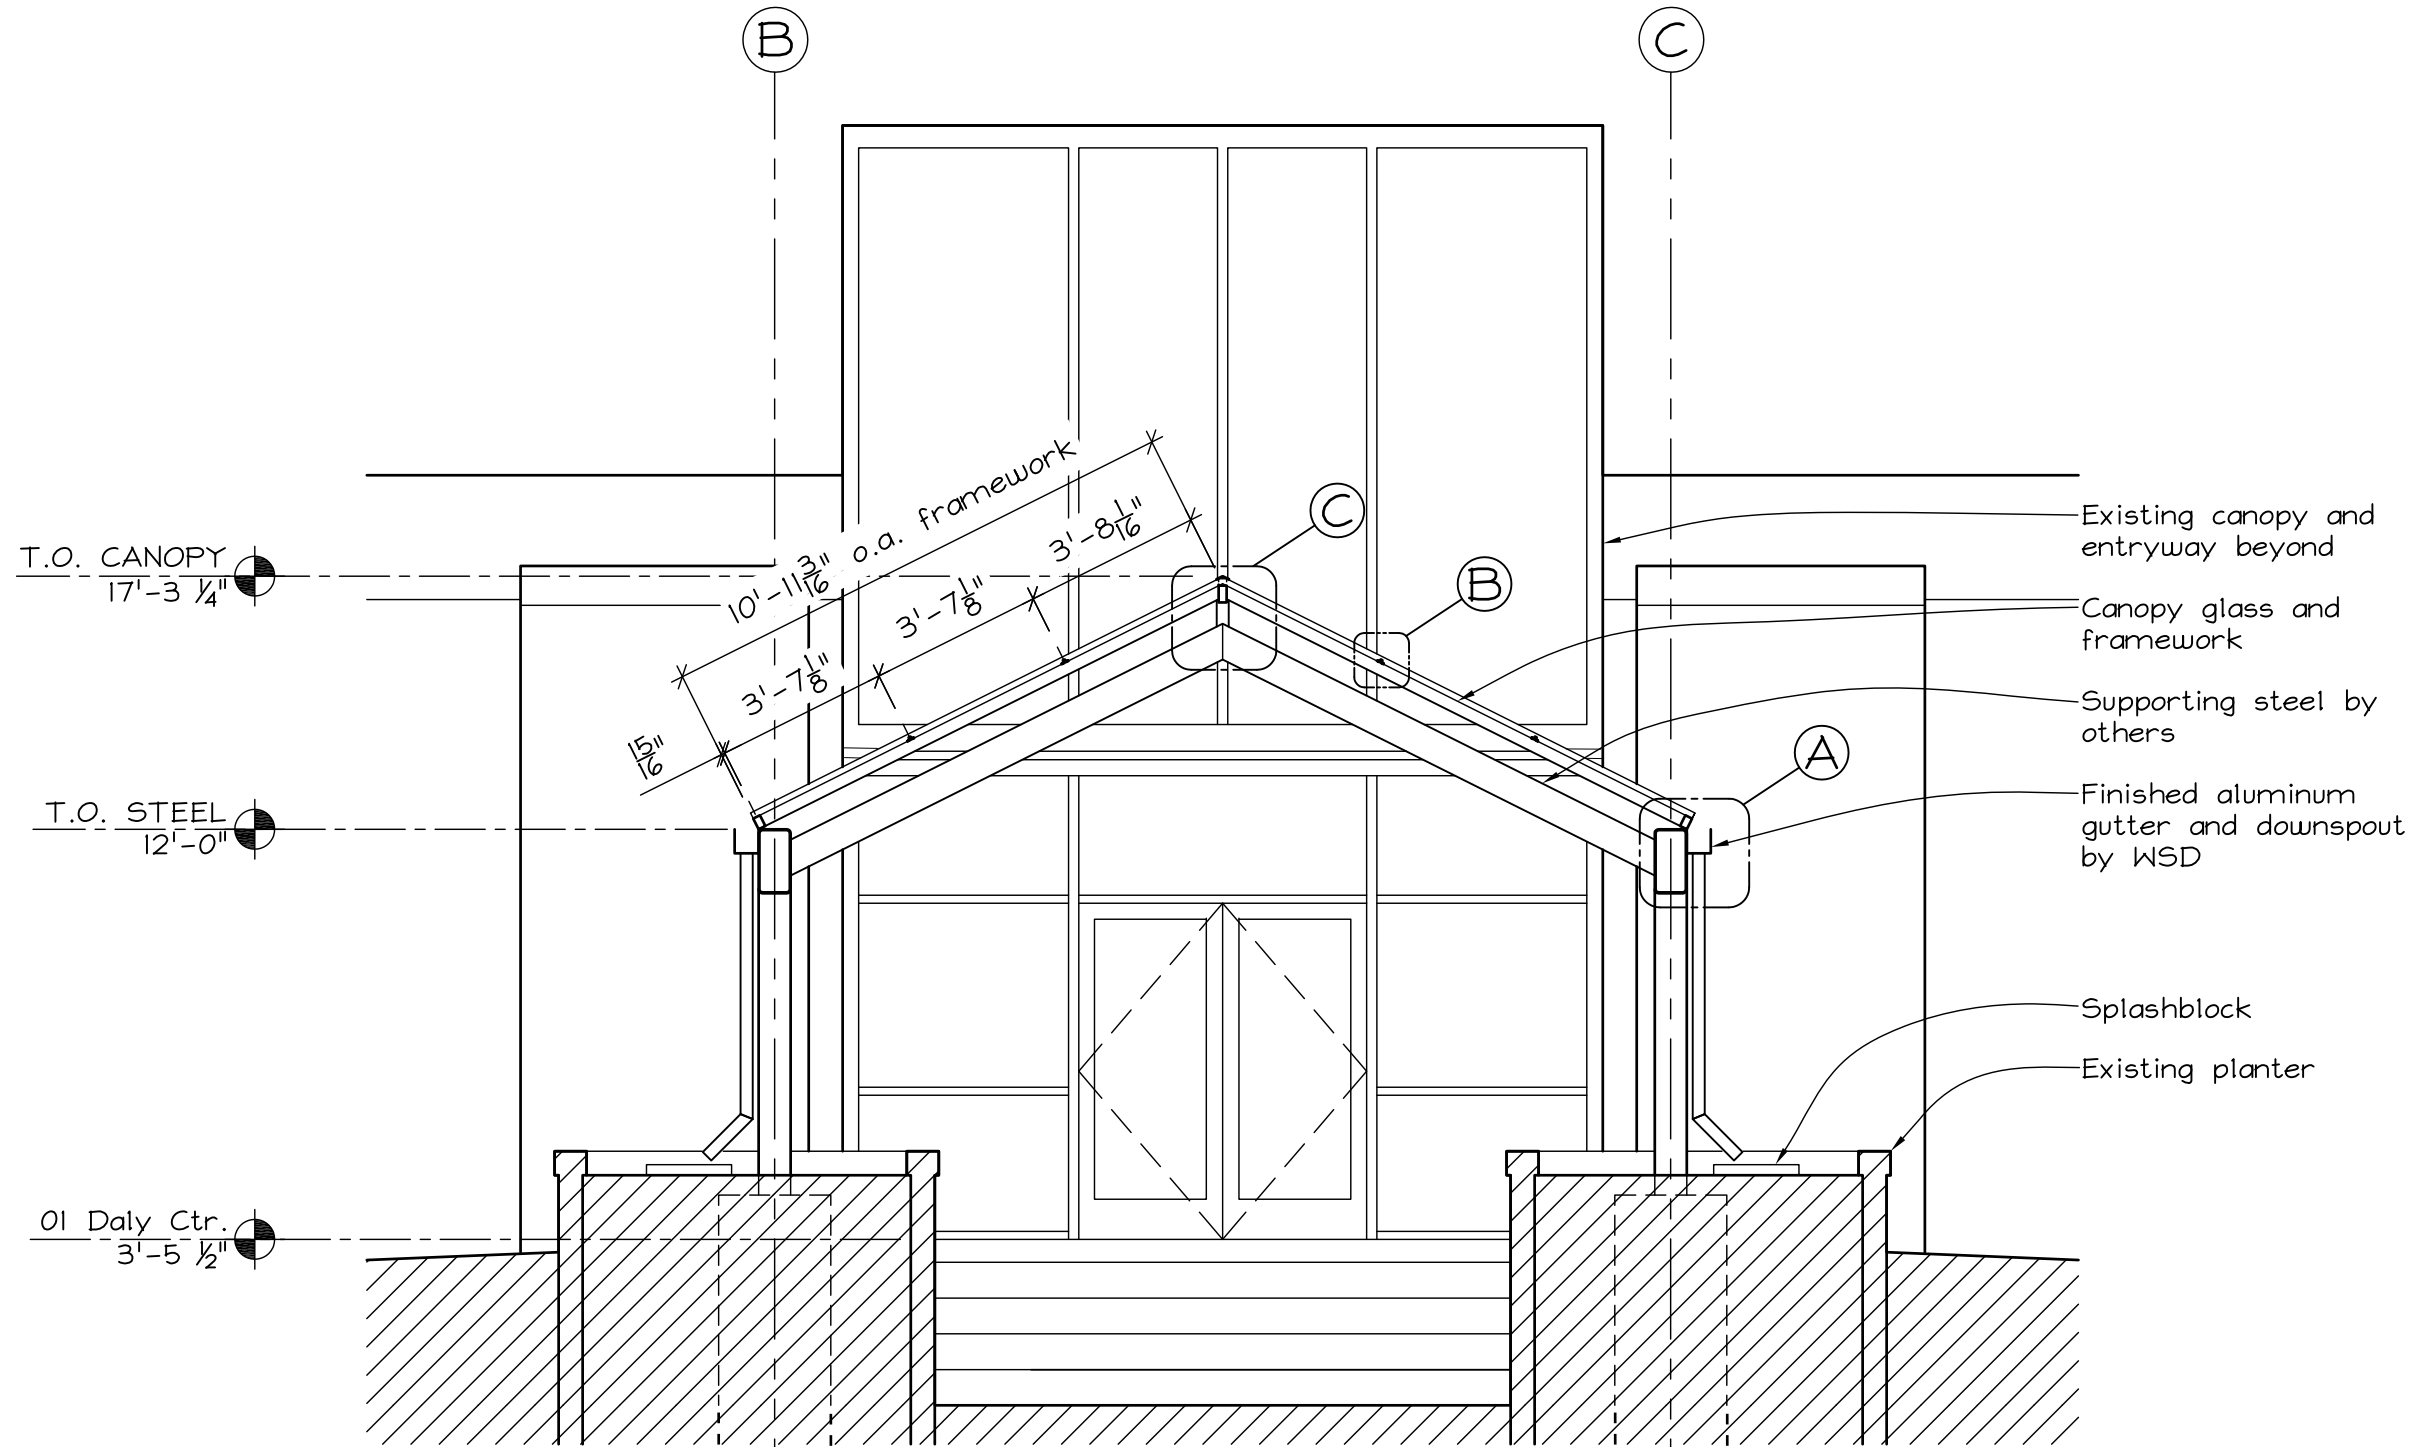 B
C
10'-11 3/16" o.a. framework
3'-8 1/16"
3'-7 1/8"
3'-7 1/8"
15/16"
C
B
A
T.O. CANOPY
17'-3 1/4"
T.O. STEEL
12'-0"
01 Daly Ctr.
3'-5 1/2"
Existing canopy and
entryway beyond
Canopy glass and
framework
Supporting steel by
others
Finished aluminum
gutter and downspout
by WSD
Splashblock
Existing planter